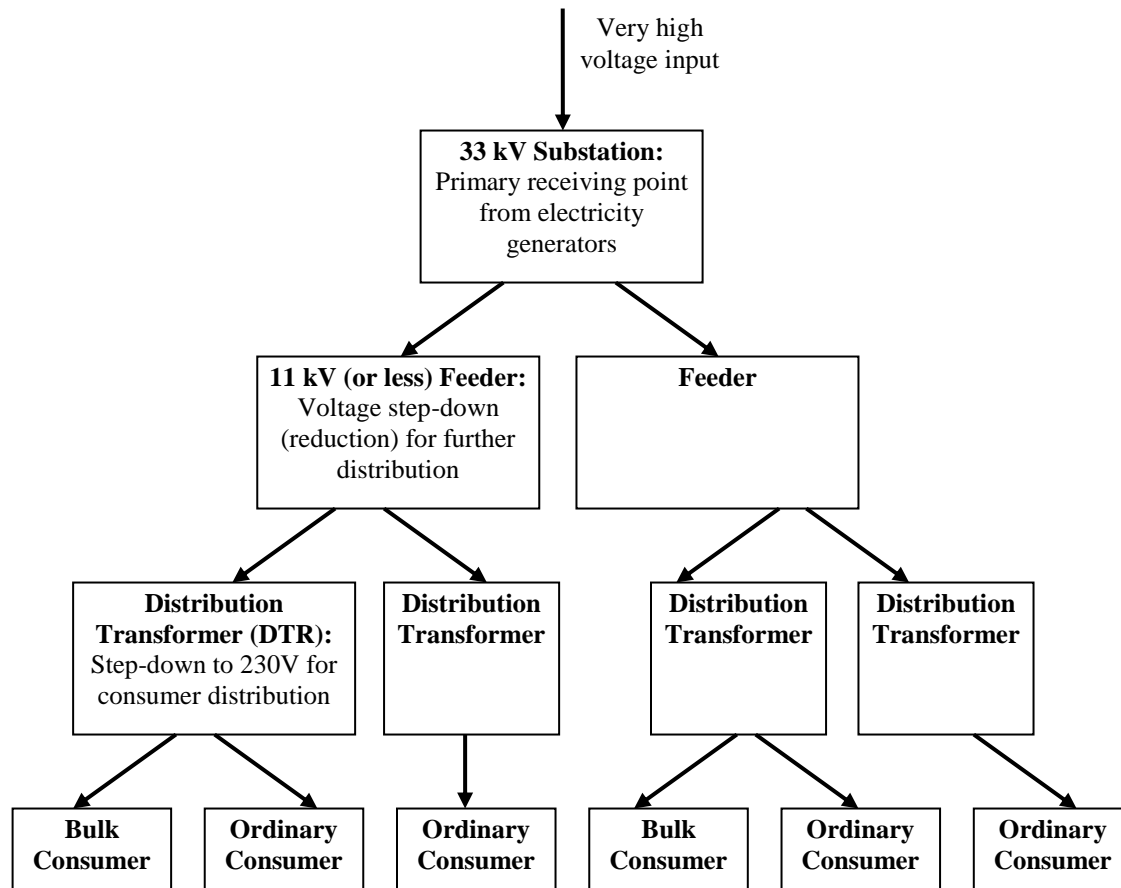 Very high
voltage input
33 kV Substation:
Primary receiving point
from electricity
generators
11 kV (or less) Feeder:
Voltage step-down
(reduction) for further
distribution
Feeder
Distribution
Transformer (DTR):
Step-down to 230V for
consumer distribution
Distribution
Transformer
Distribution
Transformer
Distribution
Transformer
Bulk
Consumer
Ordinary
Consumer
Ordinary
Consumer
Bulk
Consumer
Ordinary
Consumer
Ordinary
Consumer